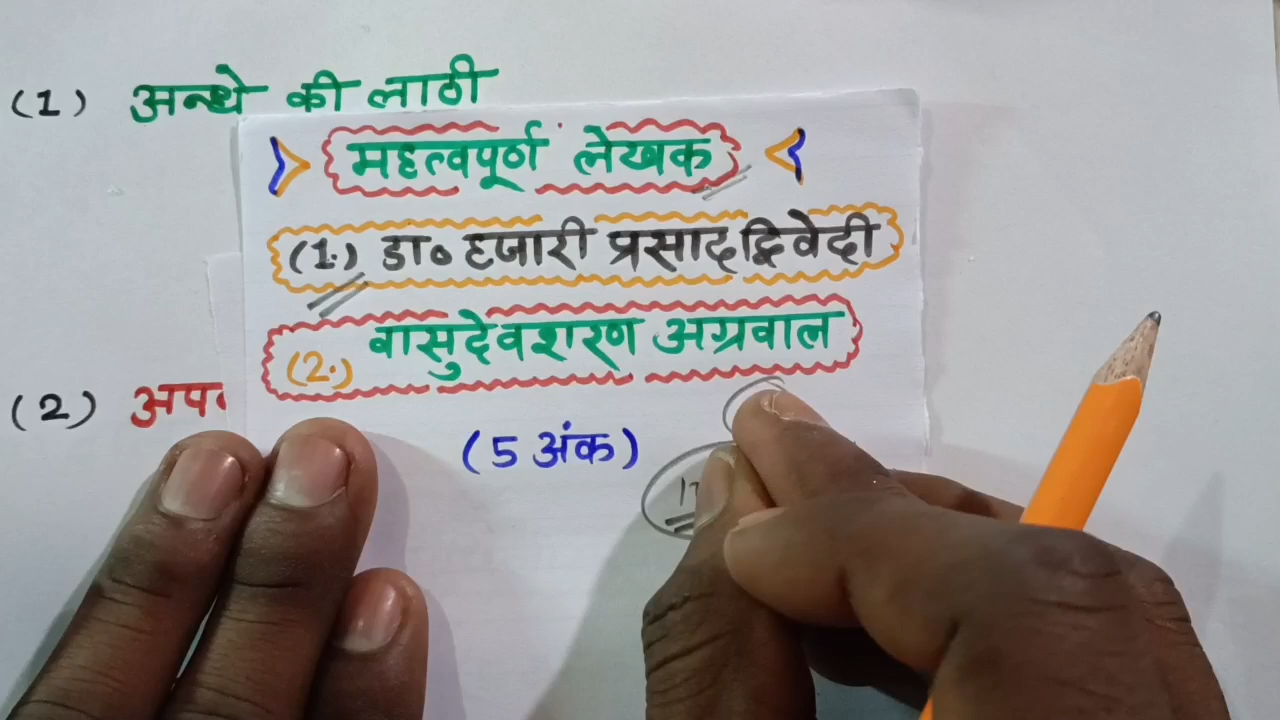 (1) अन्धे की लाठी
महत्वपूर्ण लेखक
(1.) डा० हजारी प्रसाद द्विवेदी
(2.) वासुदेवशरण अग्रवाल
(2)
(5 अंक)